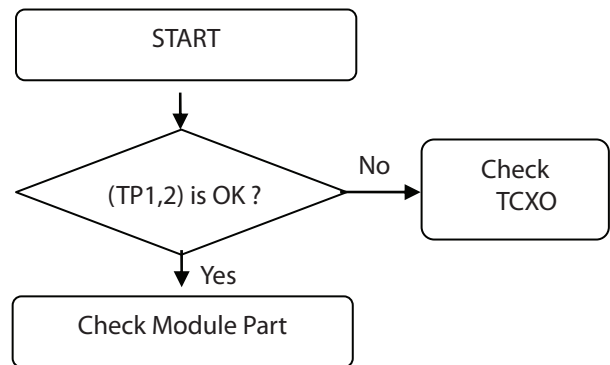 START
(TP1,2) is OK ?
No
Check
TCXO
Yes
Check Module Part